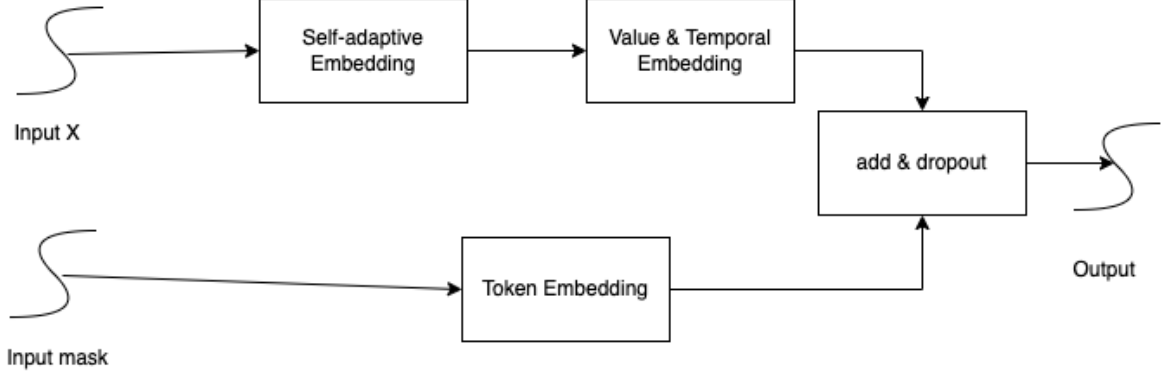 Self-adaptive
Embedding
Value & Temporal
Embedding
Input X
add & dropout
Output
Token Embedding
Input mask